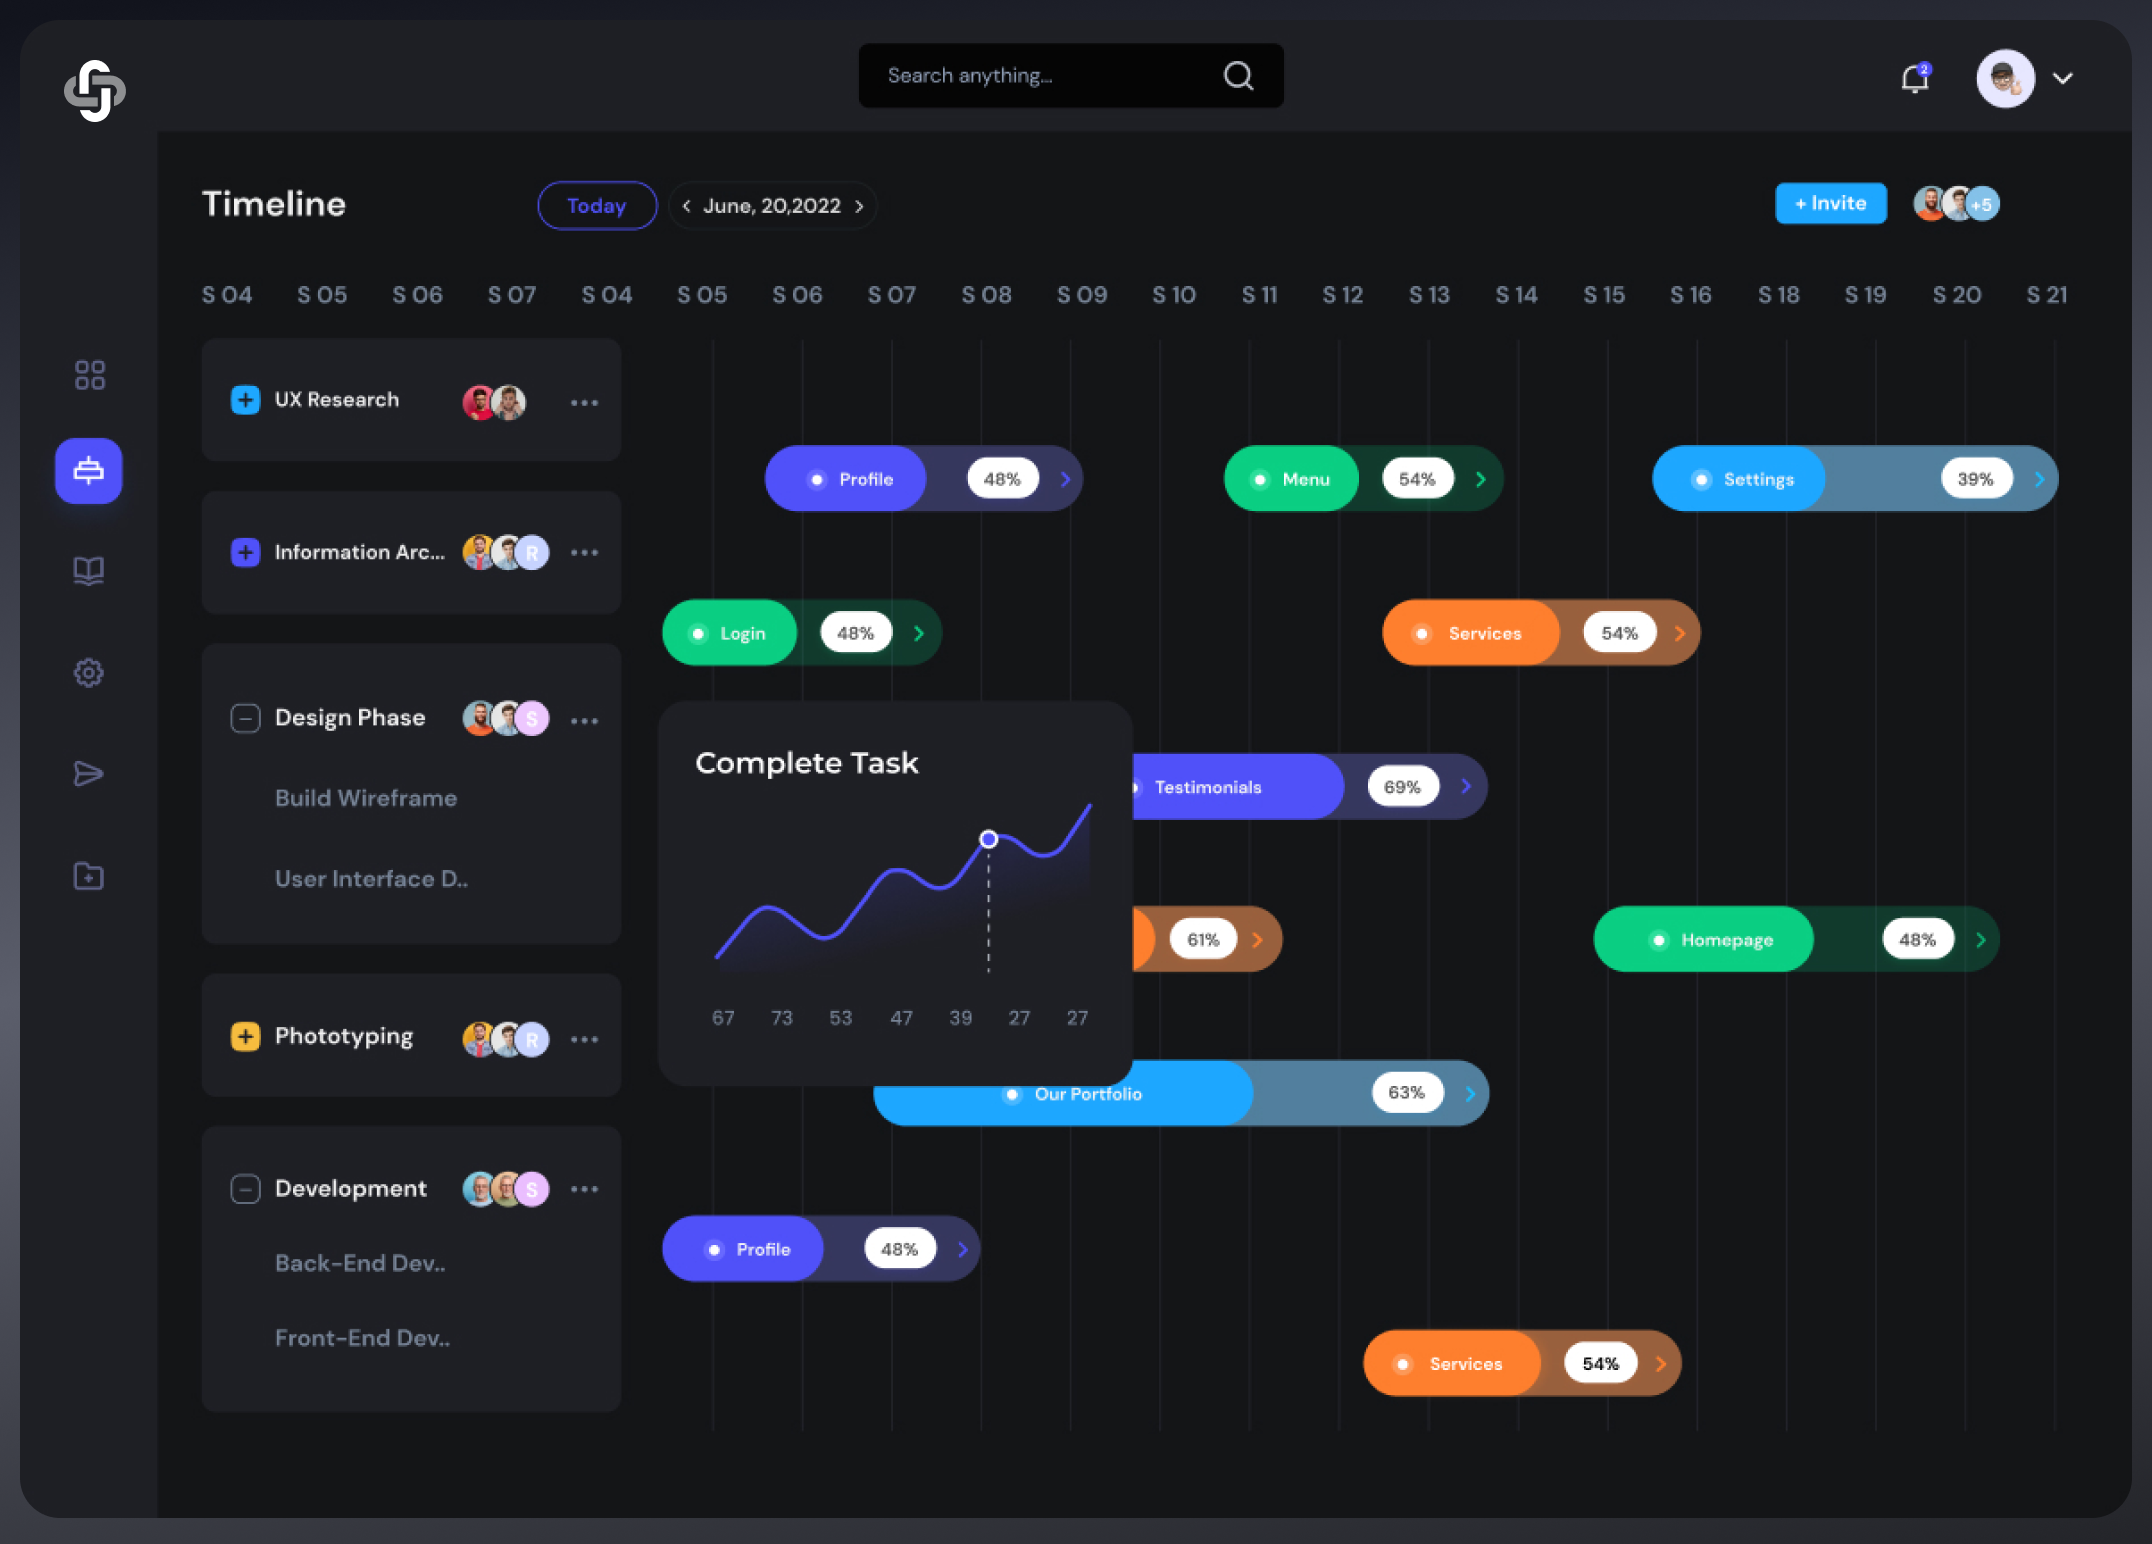 Search anything...
2
Timeline
Today
June, 20,2022
+ Invite
+5
S 04 S 05 S 06 S 07 S 04 S 05 S 06 S 07 S 08 S 09 S 10 S 11 S 12 S 13 S 14 S 15 S 16 S 18 S 19 S 20 S 21
UX Research
Profile 48%
Menu 54%
Settings 39%
Information Arc... R
Login 48%
Services 54%
Design Phase S
Build Wireframe
User Interface D..
Complete Task
67 73 53 47 39 27 27
Testimonials 69%
61%
Homepage 48%
Phototyping R
Our Portfolio 63%
Development S
Back-End Dev..
Front-End Dev..
Profile 48%
Services 54%